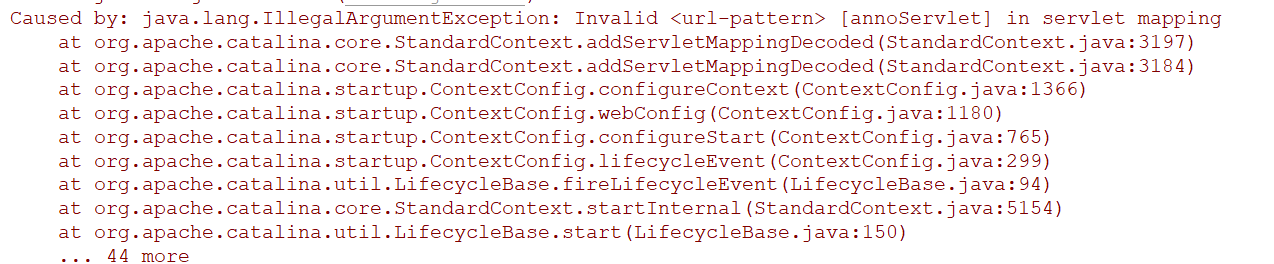 Caused by: java.lang.IllegalArgumentException: Invalid <url-pattern> [annoServlet] in servlet mapping
at org.apache.catalina.core.StandardContext.addServletMappingDecoded(StandardContext.java:3197)
at org.apache.catalina.core.StandardContext.addServletMappingDecoded(StandardContext.java:3184)
at org.apache.catalina.startup.ContextConfig.configureContext(ContextConfig.java:1366)
at org.apache.catalina.startup.ContextConfig.webConfig(ContextConfig.java:1180)
at org.apache.catalina.startup.ContextConfig.configureStart(ContextConfig.java:765)
at org.apache.catalina.startup.ContextConfig.lifecycleEvent(ContextConfig.java:299)
at org.apache.catalina.util.LifecycleBase.fireLifecycleEvent(LifecycleBase.java:94)
at org.apache.catalina.core.StandardContext.startInternal(StandardContext.java:5154)
at org.apache.catalina.util.LifecycleBase.start(LifecycleBase.java:150)
... 44 more